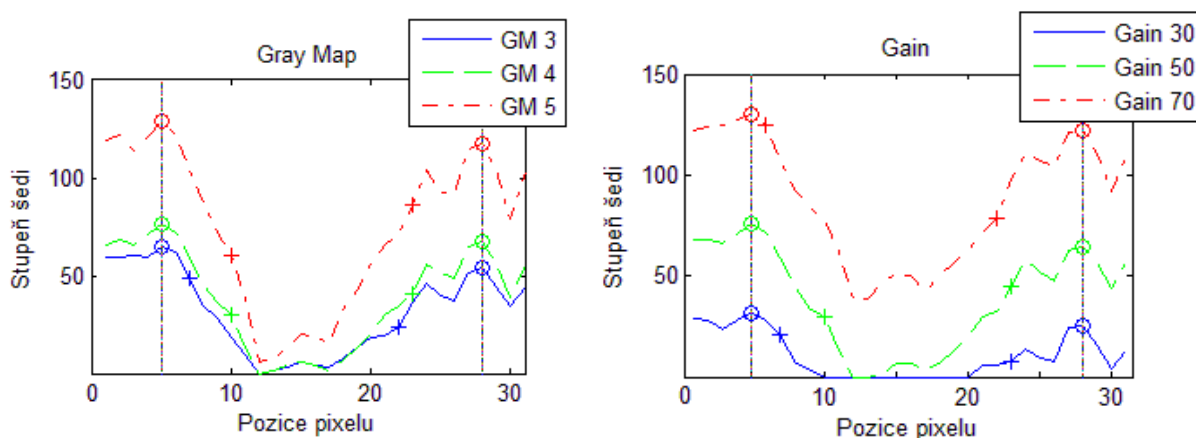 Gray Map
GM 3
GM 4
GM 5
150
100
50
Stupeň šedi
0
10
20
30
Pozice pixelu
Gain
Gain 30
Gain 50
Gain 70
150
100
50
Stupeň šedi
0
10
20
30
Pozice pixelu